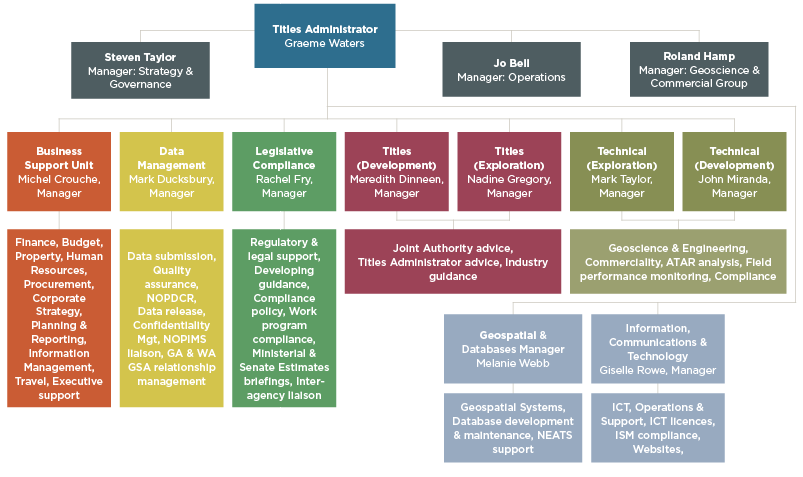 Titles Administrator
Graeme Waters
Steven Taylor
Manager: Strategy &
Governance
Jo Bell
Manager: Operations
Roland Hamp
Manager: Geoscience &
Commercial Group
Business
Support Unit
Michel Crouche,
Manager
Data
Management
Mark Ducksbury,
Manager
Legislative
Compliance
Rachel Fry,
Manager
Titles
(Development)
Meredith Dinneen,
Manager
Titles
(Exploration)
Nadine Gregory,
Manager
Technical
(Exploration)
Mark Taylor,
Manager
Technical
(Development)
John Miranda,
Manager
Finance, Budget,
Property, Human
Resources,
Procurement,
Corporate
Strategy,
Planning &
Reporting,
Information
Management,
Travel, Executive
support
Data submission,
Quality
assurance,
NOPDCR,
Data release,
Confidentiality
Mgt, NOPIMS
liaison, GA & WA
GSA relationship
management
Regulatory &
legal support,
Developing
guidance,
Compliance
policy, Work
program
compliance,
Ministerial &
Senate Estimates
briefings, Inter-
agency liaison
Joint Authority advice,
Titles Administrator advice, Industry
guidance
Geoscience & Engineering,
Commerciality, ATAR analysis, Field
performance monitoring, Compliance
Geospatial &
Databases Manager
Melanie Webb
Information,
Communications &
Technology
Giselle Rowe, Manager
Geospatial Systems,
Database development
& maintenance, NEATS
support
ICT, Operations &
Support, ICT licences,
ISM compliance,
Websites,